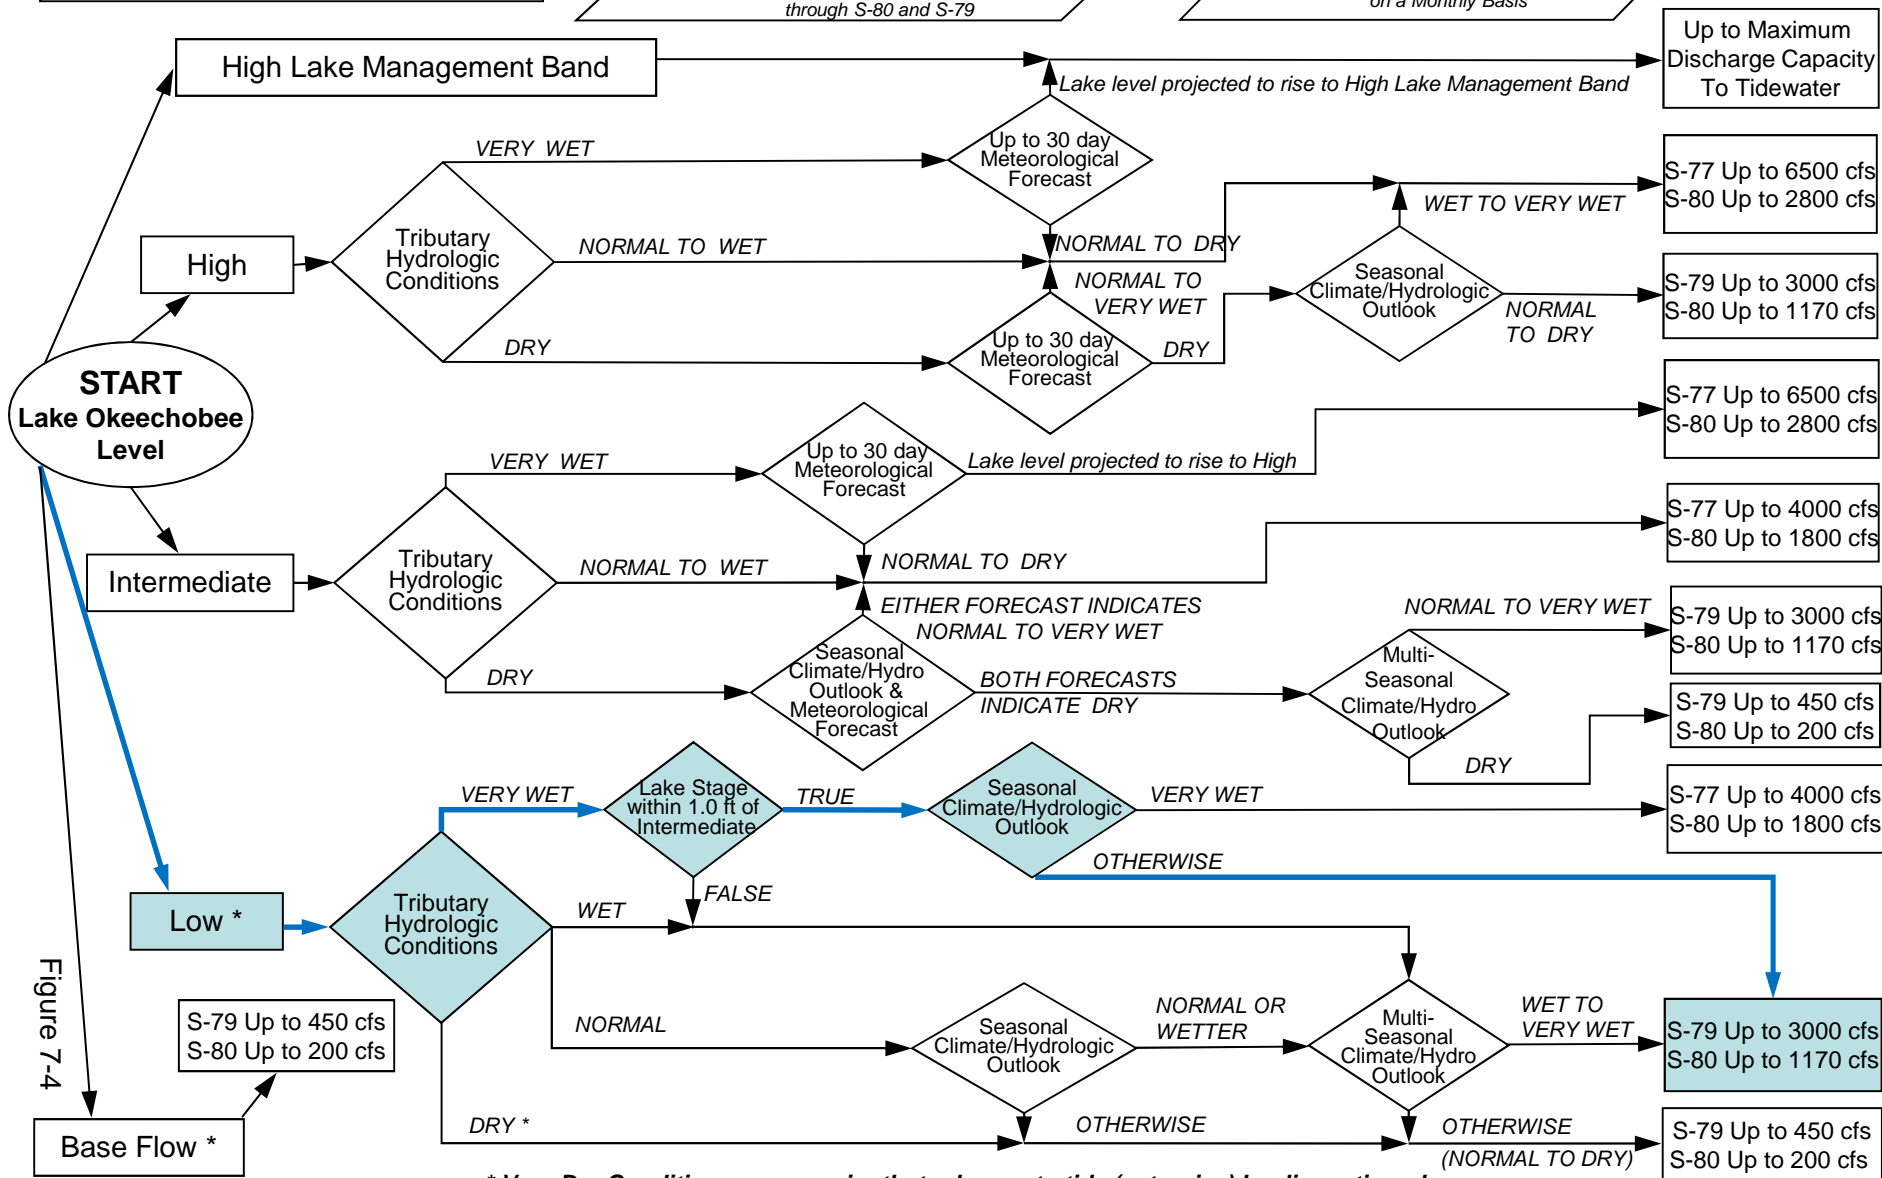 through S-80 and S-79
on a Monthly Basis
High Lake Management Band
Lake level projected to rise to High Lake Management Band
Up to Maximum
Discharge Capacity
To Tidewater
VERY WET
Up to 30 day
Meteorological
Forecast
S-77 Up to 6500 cfs
S-80 Up to 2800 cfs
WET TO VERY WET
High
Tributary
Hydrologic
Conditions
NORMAL TO WET
NORMAL TO DRY
NORMAL TO
VERY WET
Seasonal
Climate/Hydrologic
Outlook
NORMAL
TO DRY
S-79 Up to 3000 cfs
S-80 Up to 1170 cfs
DRY
Up to 30 day
Meteorological
Forecast
DRY
START
Lake Okeechobee
Level
S-77 Up to 6500 cfs
S-80 Up to 2800 cfs
VERY WET
Up to 30 day
Meteorological
Forecast
Lake level projected to rise to High
S-77 Up to 4000 cfs
S-80 Up to 1800 cfs
Intermediate
Tributary
Hydrologic
Conditions
NORMAL TO WET
NORMAL TO DRY
EITHER FORECAST INDICATES
NORMAL TO VERY WET
NORMAL TO VERY WET
S-79 Up to 3000 cfs
S-80 Up to 1170 cfs
DRY
Seasonal
Climate/Hydro
Outlook &
Meteorological
Forecast
BOTH FORECASTS
INDICATE DRY
Multi-
Seasonal
Climate/Hydro
Outlook
S-79 Up to 450 cfs
S-80 Up to 200 cfs
DRY
VERY WET
Lake Stage
within 1.0 ft of
Intermediate
TRUE
Seasonal
Climate/Hydrologic
Outlook
VERY WET
S-77 Up to 4000 cfs
S-80 Up to 1800 cfs
OTHERWISE
FALSE
Low *
Tributary
Hydrologic
Conditions
WET
NORMAL
Seasonal
Climate/Hydrologic
Outlook
NORMAL OR
WETTER
Multi-
Seasonal
Climate/Hydro
Outlook
WET TO
VERY WET
S-79 Up to 3000 cfs
S-80 Up to 1170 cfs
Figure 7-4
S-79 Up to 450 cfs
S-80 Up to 200 cfs
Base Flow *
DRY *
OTHERWISE
OTHERWISE
(NORMAL TO DRY)
S-79 Up to 450 cfs
S-80 Up to 200 cfs